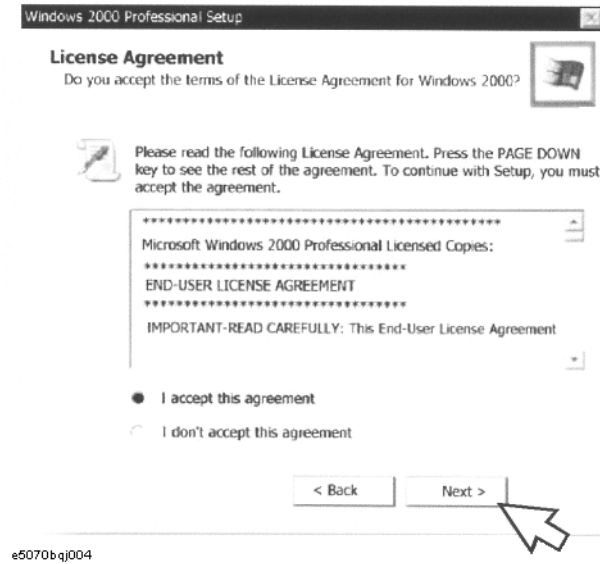 Windows 2000 Professional Setup
License Agreement
Do you accept the terms of the License Agreement for Windows 2000?
Please read the following License Agreement. Press the PAGE DOWN
key to see the rest of the agreement. To continue with Setup, you must
accept the agreement.
*********************************************
Microsoft Windows 2000 Professional Licensed Copies:
*********************************
END-USER LICENSE AGREEMENT
*********************************
IMPORTANT-READ CAREFULLY: This End-User License Agreement
I accept this agreement
I don't accept this agreement
< Back
Next >
e5070bqj004